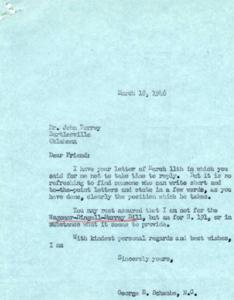 March 18, 1946
Dr. John
Bartlesville
Oklahoma
Dear Friend:
I have your letter of March 11th in which you
said for me not to take time to reply. But it is so
refreshing to find someone who can write short and
to-the-point letters and state in a few words, as you
have done, clearly the position which he takes.
You may rest assured that I am not for the
Wagner-Dingell-Murray Bill, but am for S. 191, or in
substance what it seems to provide.
With kindest personal regards and best wishes,
I am
Sincerely yours,
George B. Schwabe, M.C.